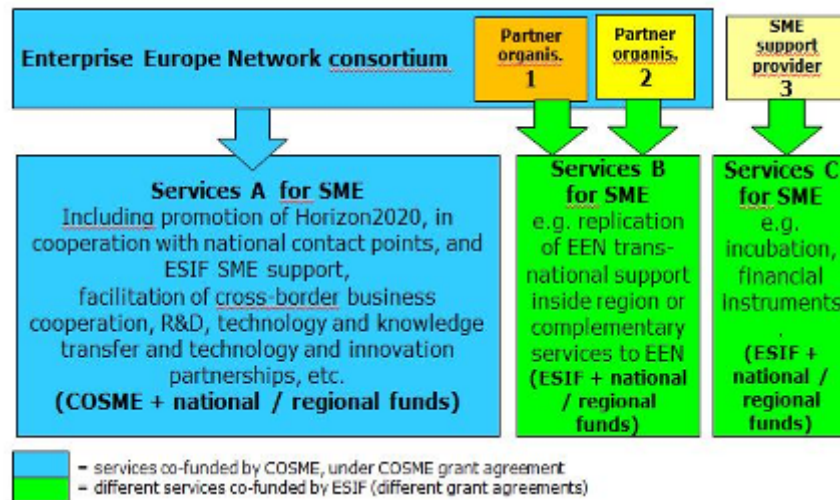 Enterprise Europe Network consortium
Partner
organis.
1
Partner
organis.
2
SME
support
provider
3
Services A for SME
Including promotion of Horizon2020, in
cooperation with national contact points, and
ESIF SME support,
facilitation of cross-border business
cooperation, R&D, technology and knowledge
transfer and technology and innovation
partnerships, etc.
(COSME + national / regional funds)
Services B
for SME
e.g. replication
of EEN trans-
national support
inside region or
complementary
services to EEN
(ESIF + national
/ regional
funds)
Services C
for SME
e.g.
incubation,
financial
instruments
.
(ESIF +
national /
regional
funds)
= services co-funded by COSME, under COSME grant agreement
= different services co-funded by ESIF (different grant agreements)